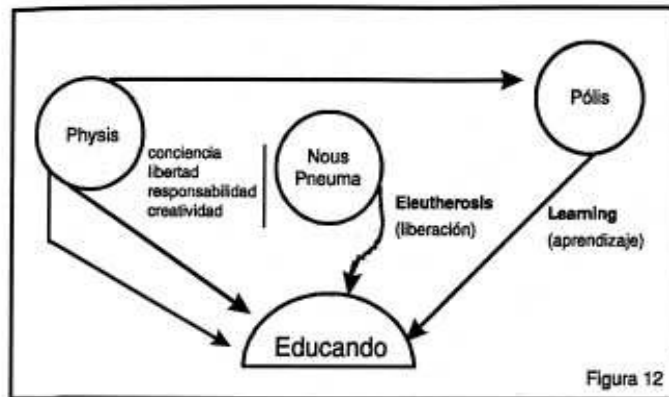 Physis
Pólis
conciencia
libertad
responsabilidad
creatividad
Nous
Pneuma
Eleutherosis
(liberación)
Learning
(aprendizaje)
Educando
Figura 12